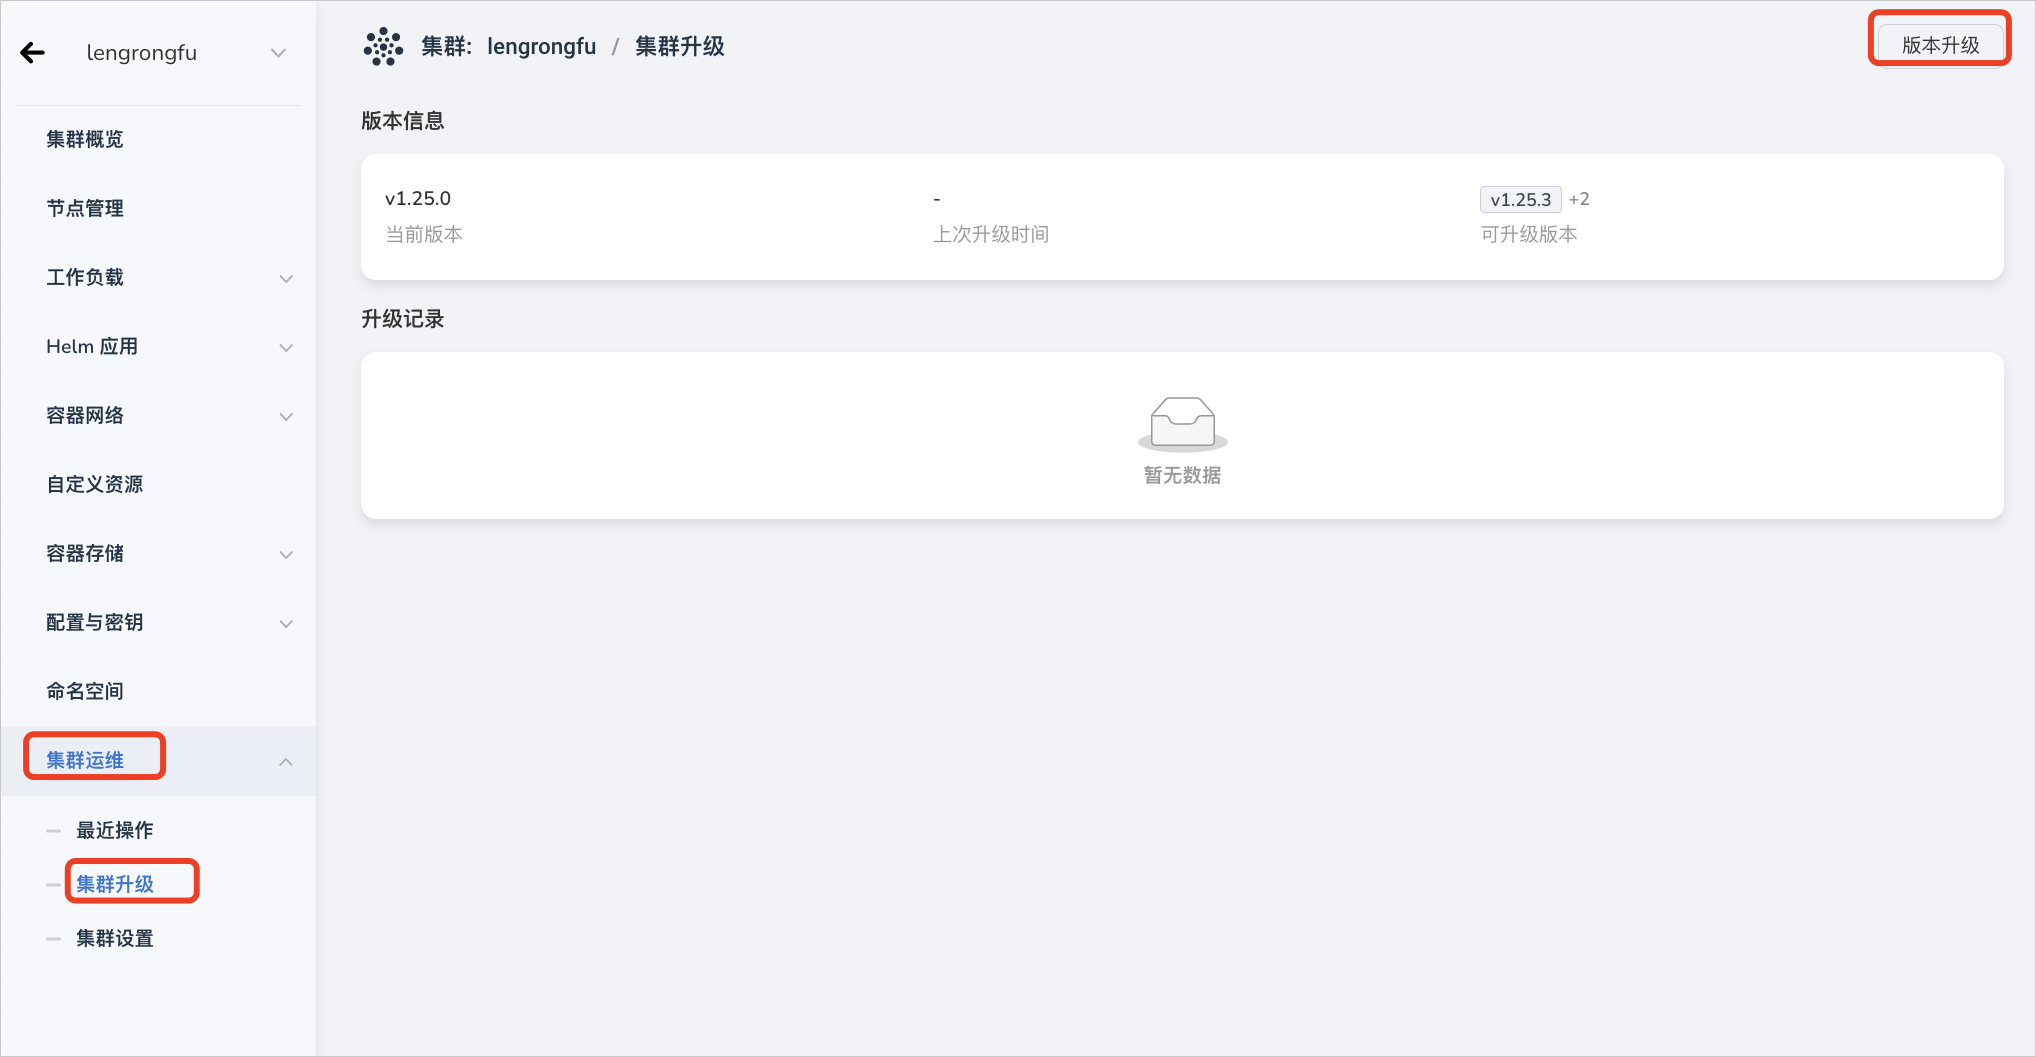 lengrongfu
集群概览
节点管理
工作负载
Helm 应用
容器网络
自定义资源
容器存储
配置与密钥
命名空间
集群运维
最近操作
集群升级
集群设置
集群: lengrongfu / 集群升级
版本升级
版本信息
v1.25.0
当前版本
-
上次升级时间
v1.25.3 +2
可升级版本
升级记录
暂无数据